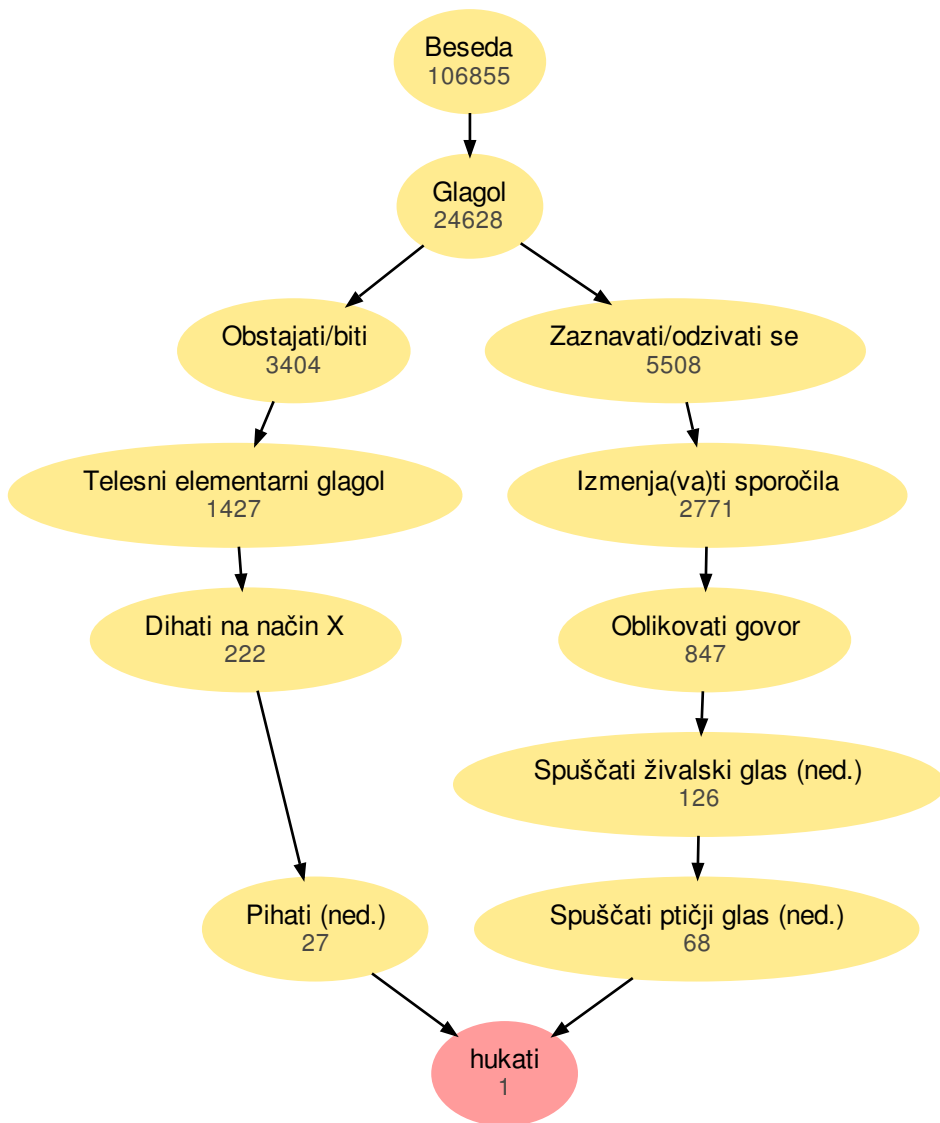 Beseda
106855
Glagol
24628
Obstajati/biti
3404
Zaznavati/odzivati se
5508
Telesni elementarni glagol
1427
Izmenja(va)ti sporočila
2771
Dihati na način X
222
Oblikovati govor
847
Spuščati živalski glas (ned.)
126
Pihati (ned.)
27
Spuščati ptičji glas (ned.)
68
hukati
1